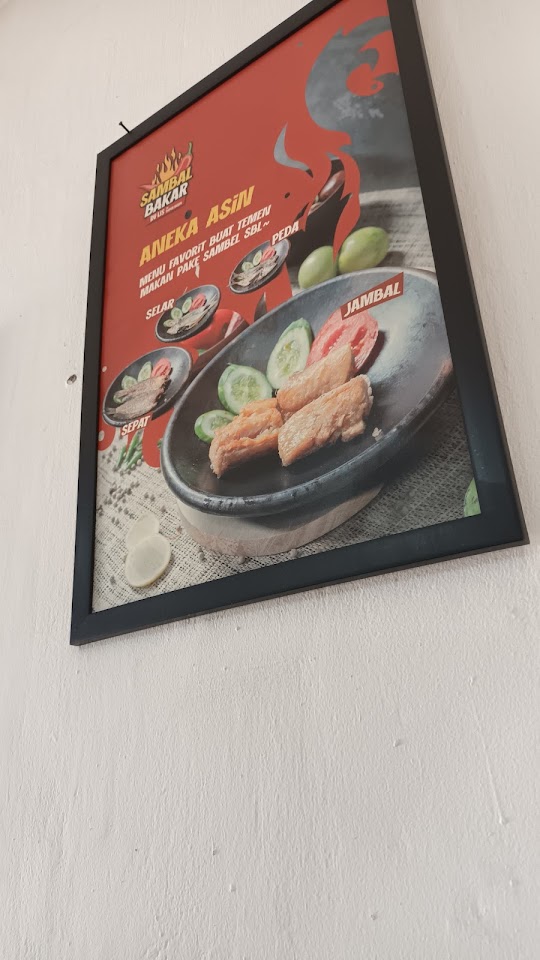 SAMBAL
BAKAR
ANEKA ASiN
MENU FAVORiT BUAT TEMEN
MAKAN PAKE SAMBEL SBL~
PEDA
SELAR
JAMBAL
SEPAT